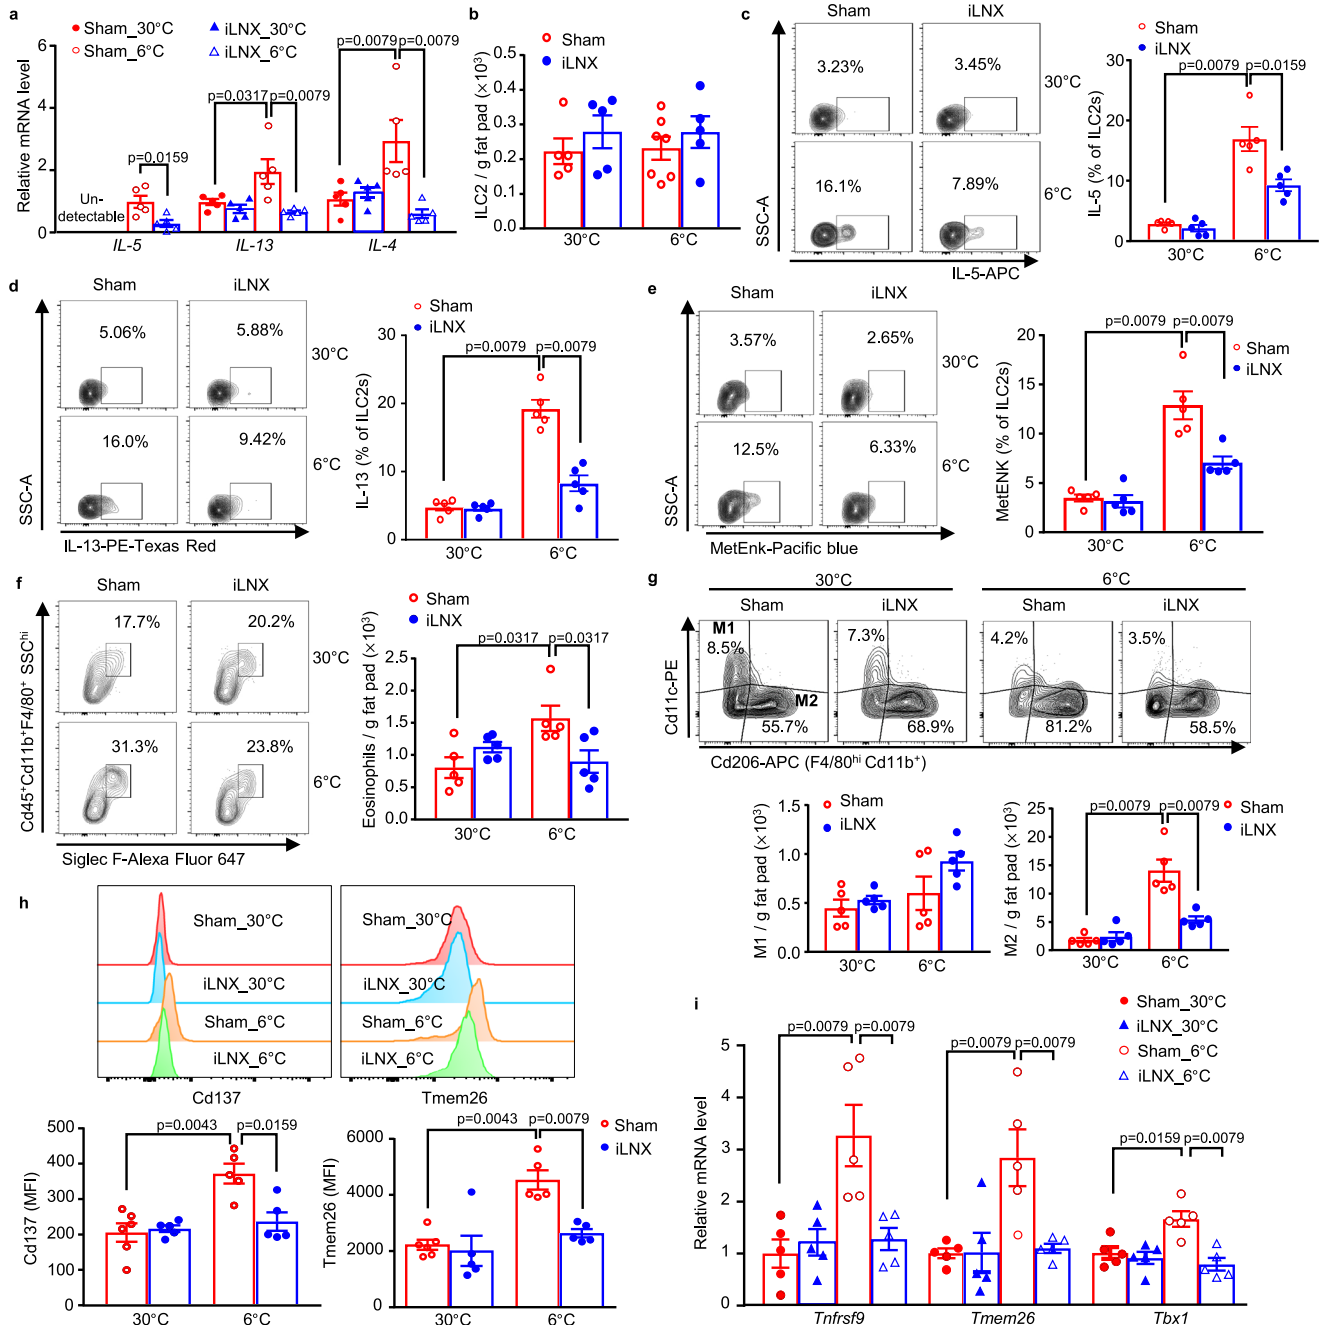 a
Sham_30°C
iLNX_30°C
Sham_6°C
iLNX_6°C
p=0.0079 p=0.0079
p=0.0317 p=0.0079
p=0.0159
Relative mRNA level
6
4
2
0
Un-
detectable
IL-5 IL-13 IL-4
b
Sham
iLNX
ILC2 / g fat pad (×10³)
0.5
0.4
0.3
0.2
0.1
0.0
30°C 6°C
c
Sham iLNX
3.23% 3.45%
30°C
16.1% 7.89%
6°C
SSC-A
IL-5-APC
Sham
iLNX
p=0.0079 p=0.0159
IL-5 (% of ILC2s)
30
20
10
0
30°C 6°C
d
Sham iLNX
5.06% 5.88%
30°C
16.0% 9.42%
6°C
SSC-A
IL-13-PE-Texas Red
Sham
iLNX
p=0.0079 p=0.0079
IL-13 (% of ILC2s)
30
20
10
0
30°C 6°C
e
Sham iLNX
3.57% 2.65%
30°C
12.5% 6.33%
6°C
SSC-A
MetEnk-Pacific blue
p=0.0079 p=0.0079
Sham
iLNX
MetENK (% of ILC2s)
20
15
10
5
0
30°C 6°C
f
Sham iLNX
17.7% 20.2%
30°C
31.3% 23.8%
6°C
Cd45⁺Cd11b⁺F4/80⁺ SSCʰⁱ
Siglec F-Alexa Fluor 647
Sham
iLNX
p=0.0317 p=0.0317
Eosinophils / g fat pad (×10³)
2.5
2.0
1.5
1.0
0.5
0.0
30°C 6°C
g
30°C 6°C
Sham iLNX Sham iLNX
M1
8.5% 7.3% 4.2% 3.5%
M2
55.7% 68.9% 81.2% 58.5%
Cd11c-PE
Cd206-APC (F4/80ʰⁱ Cd11b⁺)
Sham
iLNX
M1 / g fat pad (×10³)
1.5
1.0
0.5
0.0
30°C 6°C
p=0.0079 p=0.0079
Sham
iLNX
M2 / g fat pad (×10³)
25
20
15
10
5
0
30°C 6°C
h
Sham_30°C Sham_30°C
iLNX_30°C iLNX_30°C
Sham_6°C Sham_6°C
iLNX_6°C iLNX_6°C
Cd137 Tmem26
p=0.0043 p=0.0159
Cd137 (MFI)
500
400
300
200
100
0
30°C 6°C
p=0.0043 p=0.0079
Sham
iLNX
Tmem26 (MFI)
6000
4000
2000
0
30°C 6°C
i
Sham_30°C
iLNX_30°C
Sham_6°C
iLNX_6°C
p=0.0079 p=0.0079
p=0.0079 p=0.0079
p=0.0159 p=0.0079
Relative mRNA level
5
4
3
2
1
0
Tnfrsf9 Tmem26 Tbx1